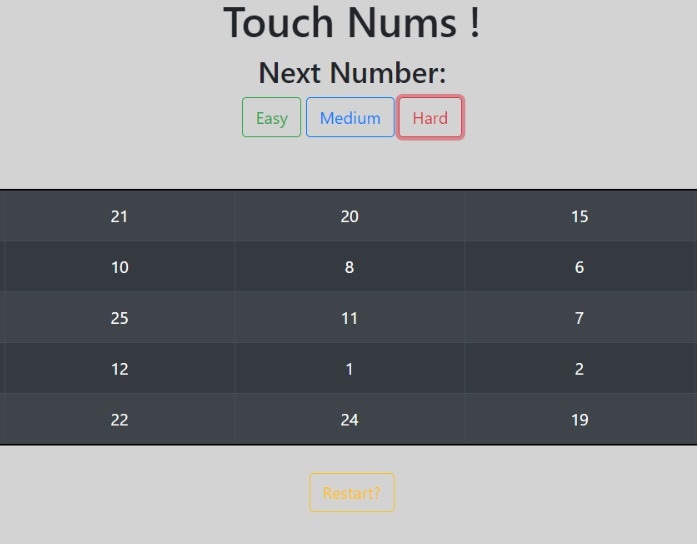 Touch Nums !
Next Number:
Easy Medium Hard
21 20 15
10 8 6
25 11 7
12 1 2
22 24 19
Restart?